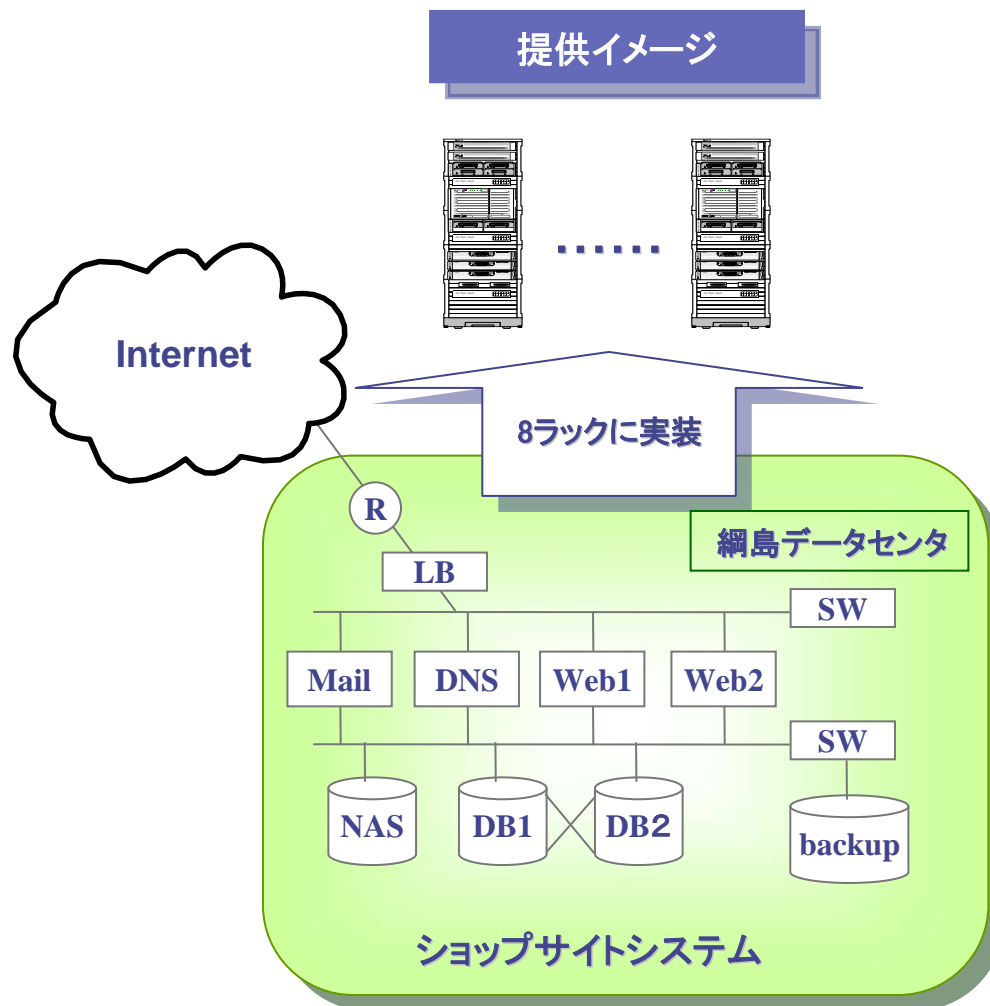 提供イメージ
Internet
8ラックに実装
R
綱島データセンタ
LB
SW
Mail
DNS
Web1
Web2
SW
NAS
DB1
DB2
backup
ショップサイトシステム